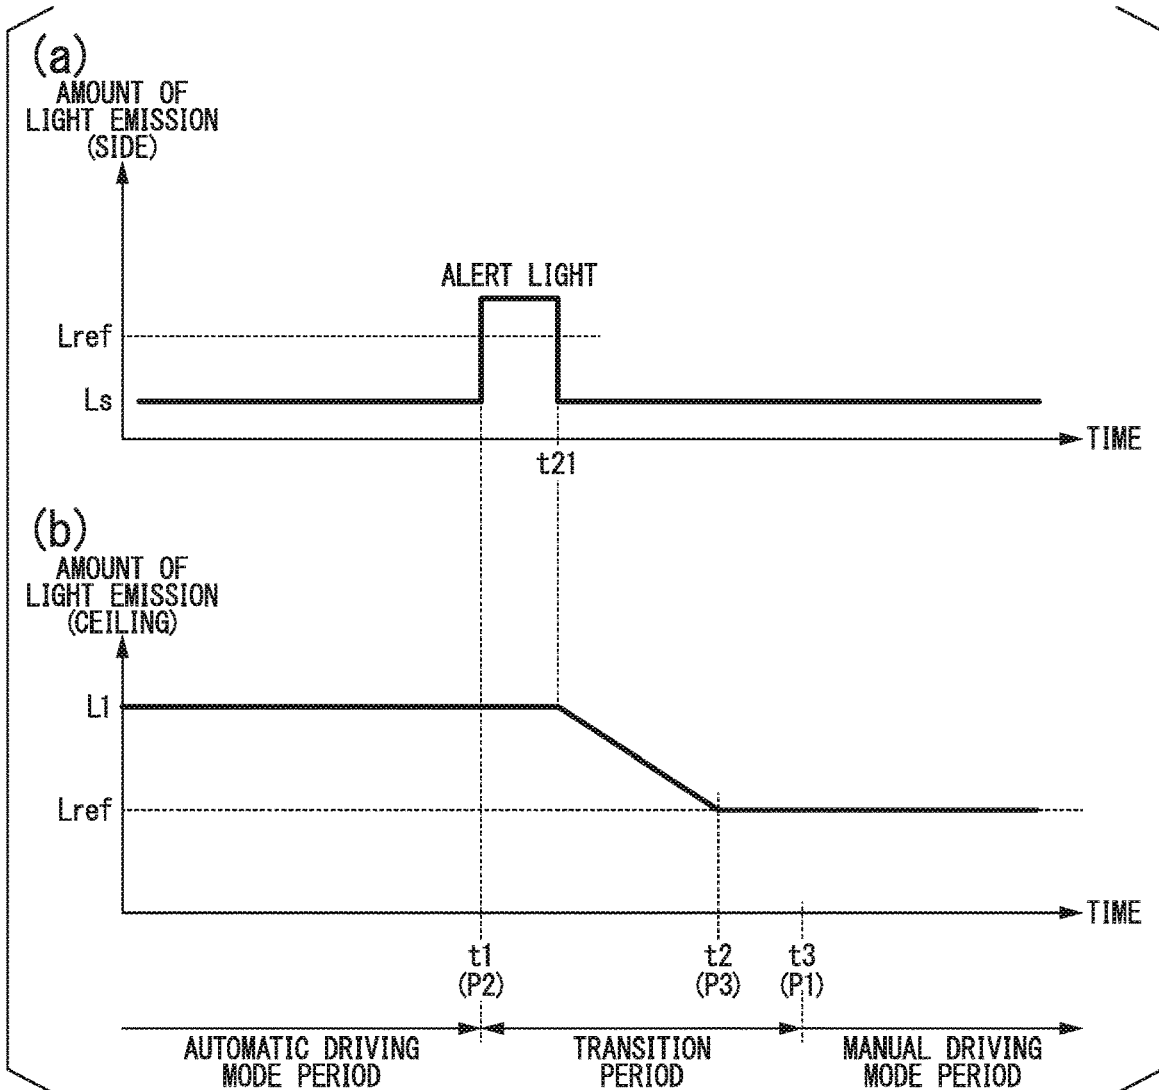 (a)
AMOUNT OF
LIGHT EMISSION
(SIDE)
ALERT LIGHT
Lref
Ls
TIME
t21
(b)
AMOUNT OF
LIGHT EMISSION
(CEILING)
L1
Lref
TIME
t1
(P2)
t2
(P3)
t3
(P1)
AUTOMATIC DRIVING
MODE PERIOD
TRANSITION
PERIOD
MANUAL DRIVING
MODE PERIOD